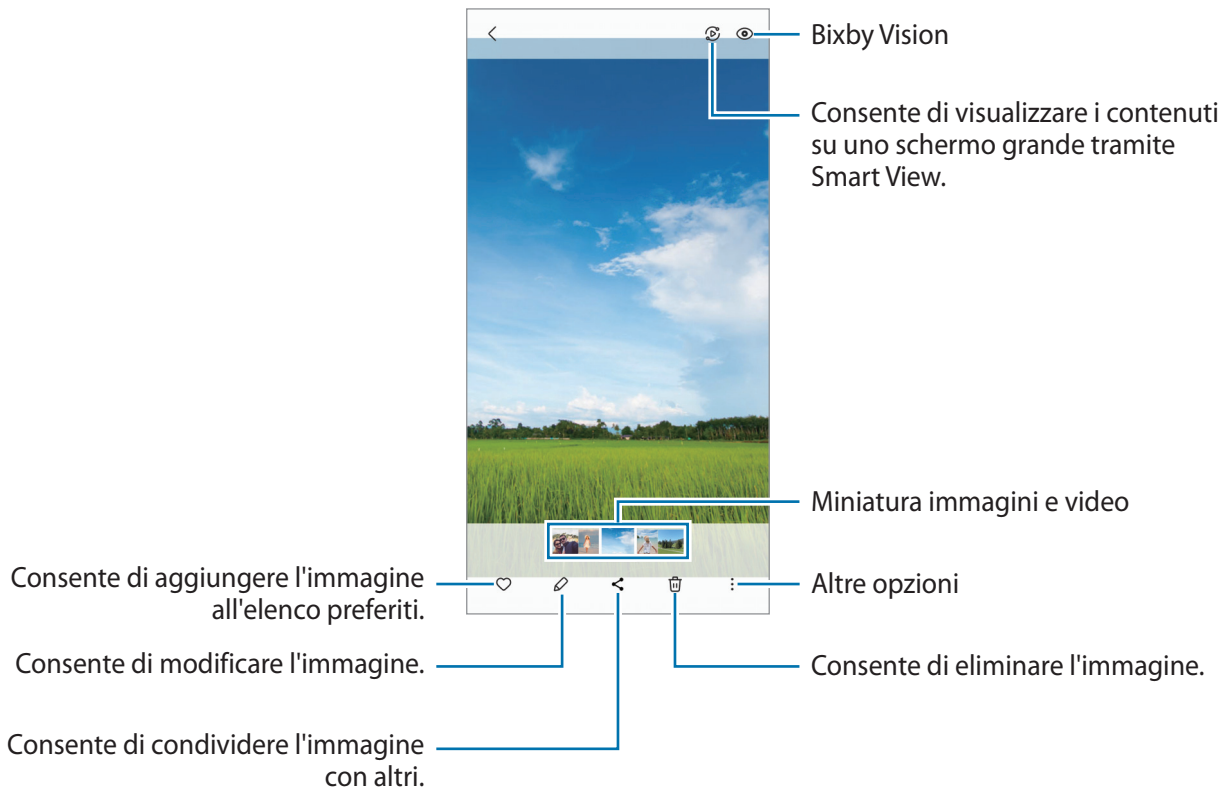 Bixby Vision
Consente di visualizzare i contenuti
su uno schermo grande tramite
Smart View.
Miniatura immagini e video
Consente di aggiungere l'immagine
all'elenco preferiti.
Altre opzioni
Consente di modificare l'immagine.
Consente di eliminare l'immagine.
Consente di condividere l'immagine
con altri.